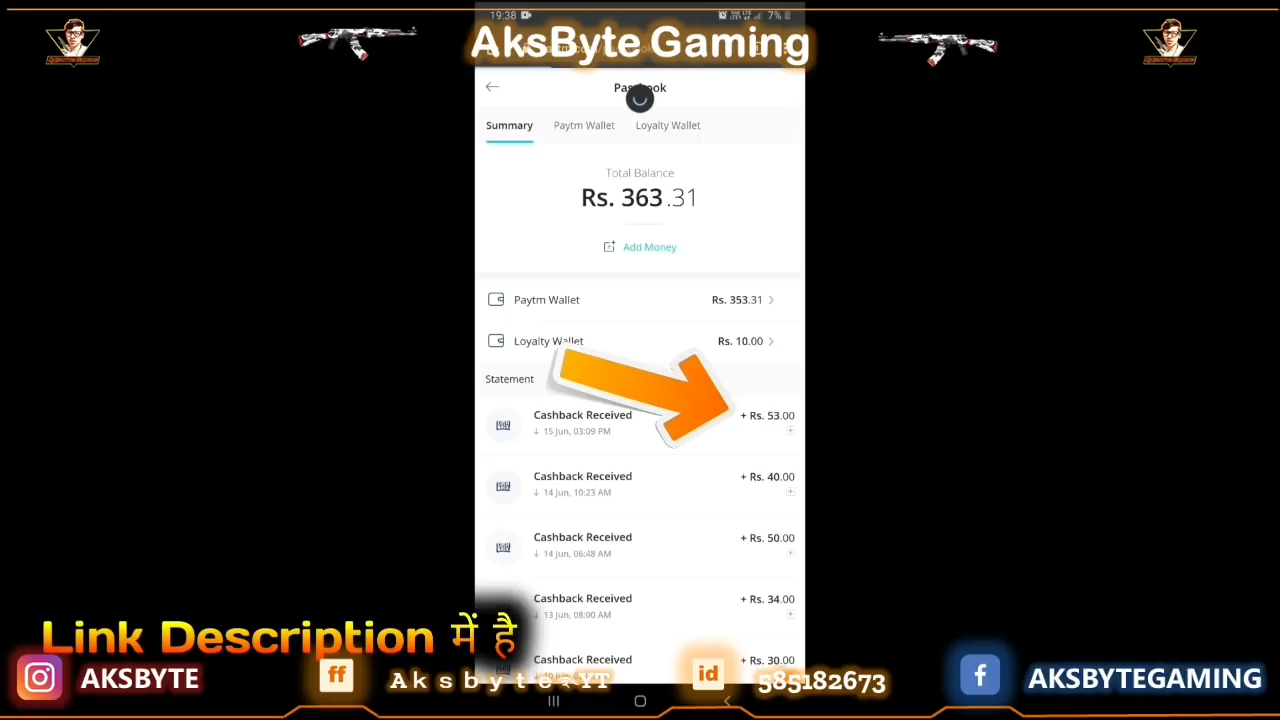 19:38
7%
AksByte Gaming
Summary
Paytm Wallet
Loyalty Wallet
Total Balance
Rs. 363.31
Add Money
Paytm Wallet
Rs. 353.31
Loyalty Wallet
Rs. 10.00
Statement
Cashback Received
+ Rs. 53.00
15 Jun, 03:09 PM
Cashback Received
+ Rs. 40.00
14 Jun, 10:23 AM
Cashback Received
+ Rs. 50.00
14 Jun, 06:48 AM
Cashback Received
+ Rs. 34.00
13 Jun, 08:00 AM
Cashback Received
+ Rs. 30.00
Link Description में है
AKSBYTE
ff
id
585182673
f
AKSBYTEGAMING